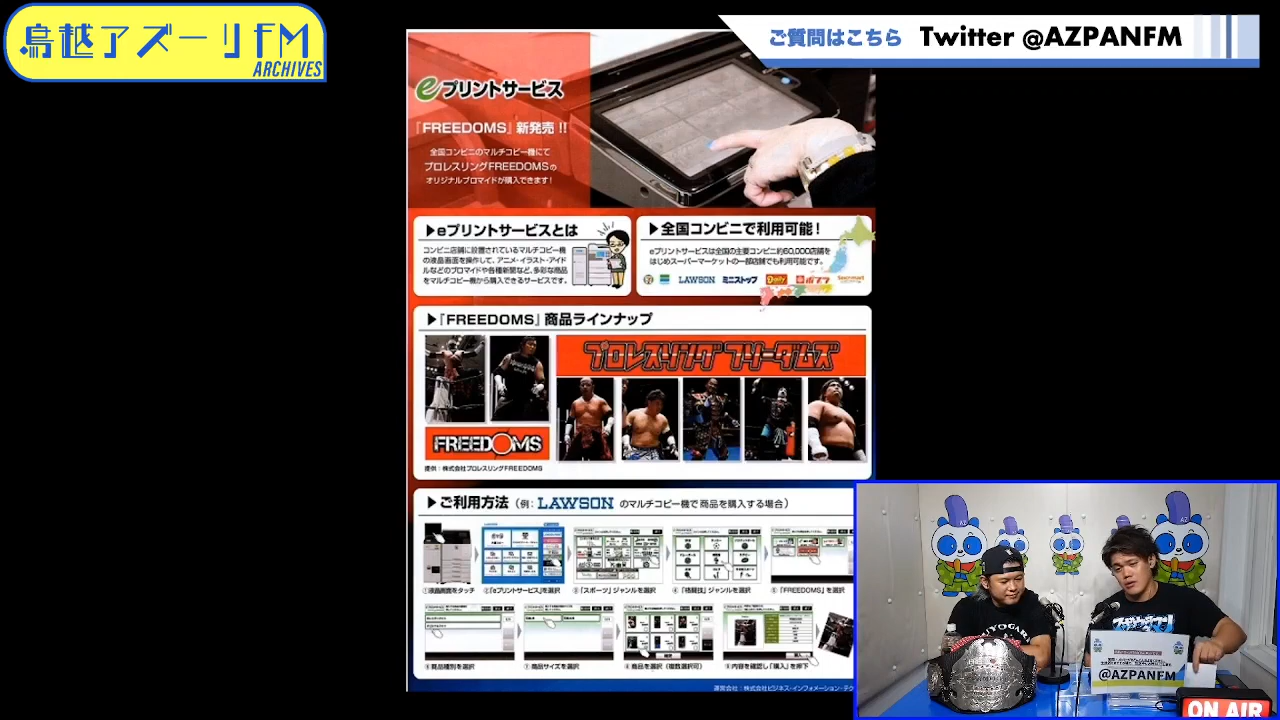 鳥越アズーリFM
ARCHIVES
ご質問はこちら Twitter @AZPANFM
eプリントサービス
『FREEDOMS』新発売!!
全国コンビニのマルチコピー機にて
プロレスリングFREEDOMSの
オリジナルブロマイドが購入できます!
▶eプリントサービスとは
コンビニ店舗に設置されているマルチコピー機
の液晶画面を操作して、アニメ・イラスト・アイド
ルなどのブロマイドや各種新聞など、多彩な商品
をマルチコピー機から購入できるサービスです。
▶全国コンビニで利用可能!
eプリントサービスは全国の主要コンビニ約60,000店舗を
はじめスーパーマーケットの一部店舗でも利用可能です。
LAWSON ミニストップ Daily ポプラ Seicomart
▶『FREEDOMS』商品ラインナップ
プロレスリング フリーダムズ
FREEDOMS
提供:株式会社プロレスリングFREEDOMS
▶ご利用方法(例:LAWSONのマルチコピー機で商品を購入する場合)
①液晶画面をタッチ
②「eプリントサービス」を選択
③「スポーツ」ジャンルを選択
④「格闘技」ジャンルを選択
⑤「FREEDOMS」を選択
⑥商品種別を選択
⑦商品サイズを選択
⑧商品を選択(複数選択可)
⑨内容を確認し「購入」を押下
運営会社:株式会社ビジネス・インフォメーション・テク
@AZPANFM
ON AIR